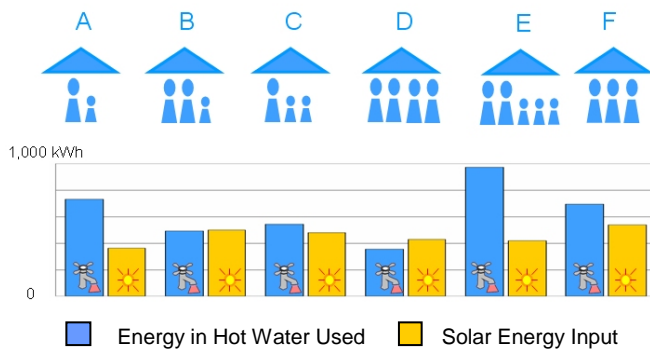 A B C D E F
1,000 kWh
0
Energy in Hot Water Used Solar Energy Input